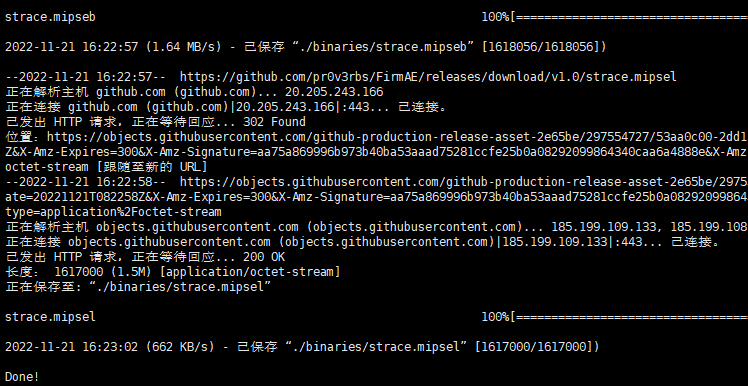 strace.mipseb 100%[==================================
2022-11-21 16:22:57 (1.64 MB/s) - 已保存 “./binaries/strace.mipseb” [1618056/1618056])
--2022-11-21 16:22:57-- https://github.com/pr0v3rbs/FirmAE/releases/download/v1.0/strace.mipsel
正在解析主机 github.com (github.com)... 20.205.243.166
正在连接 github.com (github.com)|20.205.243.166|:443... 已连接。
已发出 HTTP 请求，正在等待回应... 302 Found
位置：https://objects.githubusercontent.com/github-production-release-asset-2e65be/297554727/53aa0c00-2dd1
Z&X-Amz-Expires=300&X-Amz-Signature=aa75a869996b973b40ba53aaad75281ccfe25b0a08292099864340caa6a4888e&X-Amz
octet-stream [跟随至新的 URL]
--2022-11-21 16:22:58-- https://objects.githubusercontent.com/github-production-release-asset-2e65be/2975
ate=20221121T082258Z&X-Amz-Expires=300&X-Amz-Signature=aa75a869996b973b40ba53aaad75281ccfe25b0a08292099864
type=application%2Foctet-stream
正在解析主机 objects.githubusercontent.com (objects.githubusercontent.com)... 185.199.109.133, 185.199.108
正在连接 objects.githubusercontent.com (objects.githubusercontent.com)|185.199.109.133|:443... 已连接。
已发出 HTTP 请求，正在等待回应... 200 OK
长度： 1617000 (1.5M) [application/octet-stream]
正在保存至: “./binaries/strace.mipsel”
strace.mipsel 100%[==================================
2022-11-21 16:23:02 (662 KB/s) - 已保存 “./binaries/strace.mipsel” [1617000/1617000])
Done!